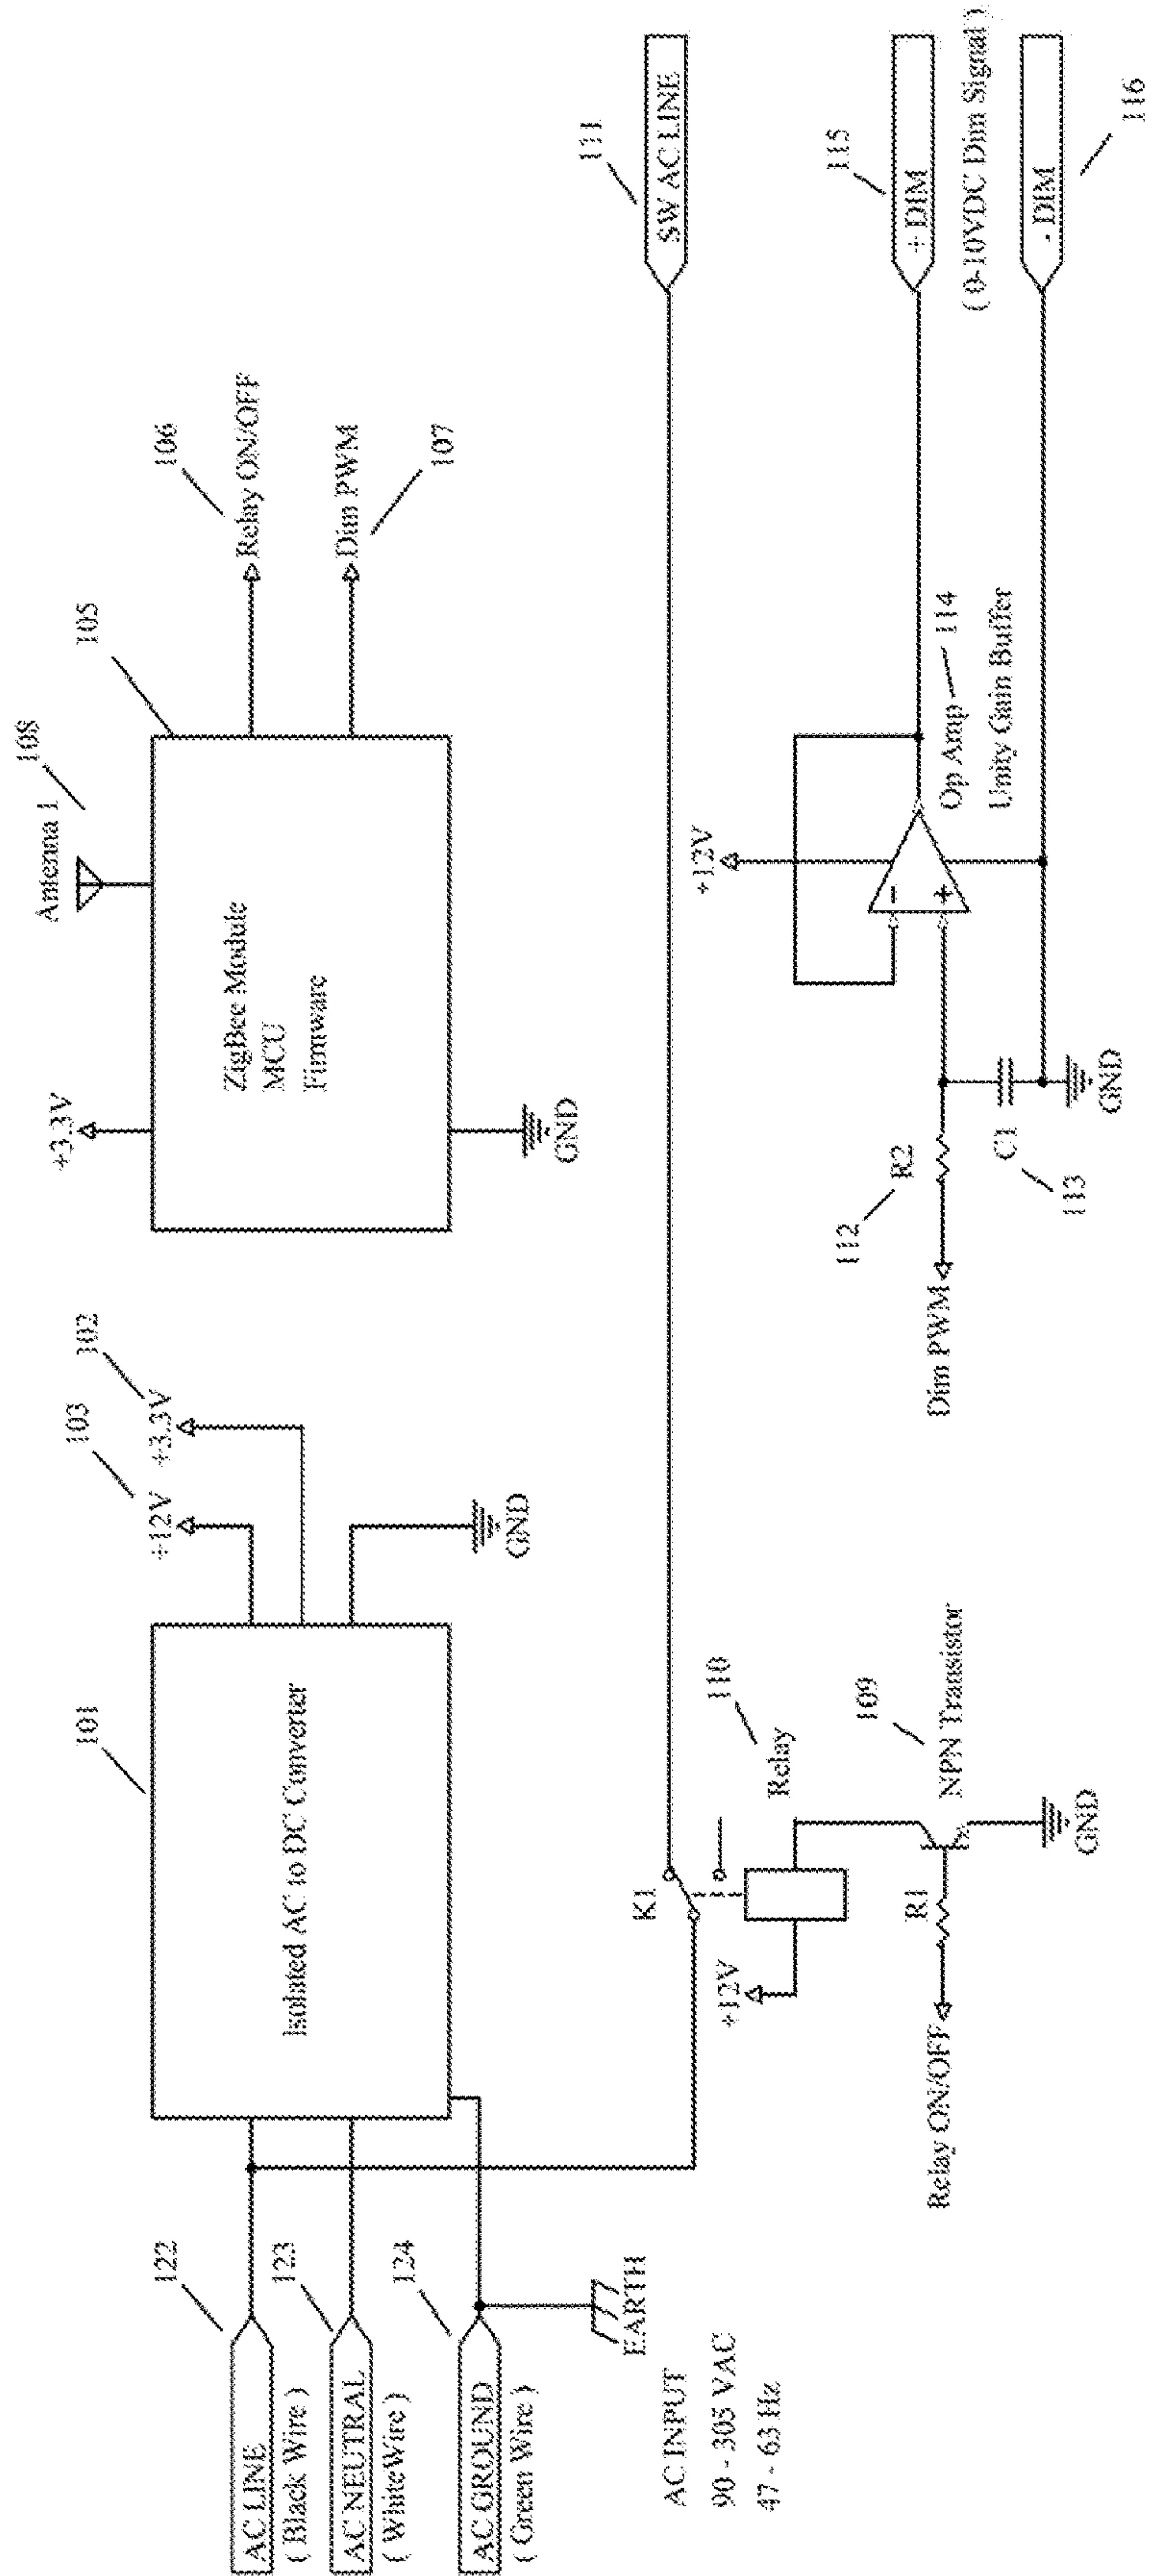 AC LINE
( Black Wire )
122
AC NEUTRAL
( WhiteWire )
123
AC GROUND
( Green Wire )
124
EARTH
AC INPUT
90 - 305 VAC
47 - 63 Hz
101
Isolated AC to DC Converter
103
+12V
102
+3.3V
GND
+3.3V
Antenna 1
108
105
ZigBee Module
MCU
Firmware
GND
106
Relay ON/OFF
Dim PWM
107
K1
+12V
Relay
110
Relay ON/OFF
R1
109
NPN Transistor
GND
111
SW AC LINE
Dim PWM
112
R2
C1
113
GND
+12V
Op Amp
114
Unity Gain Buffer
115
+ DIM
( 0-10VDC Dim Signal )
- DIM
116